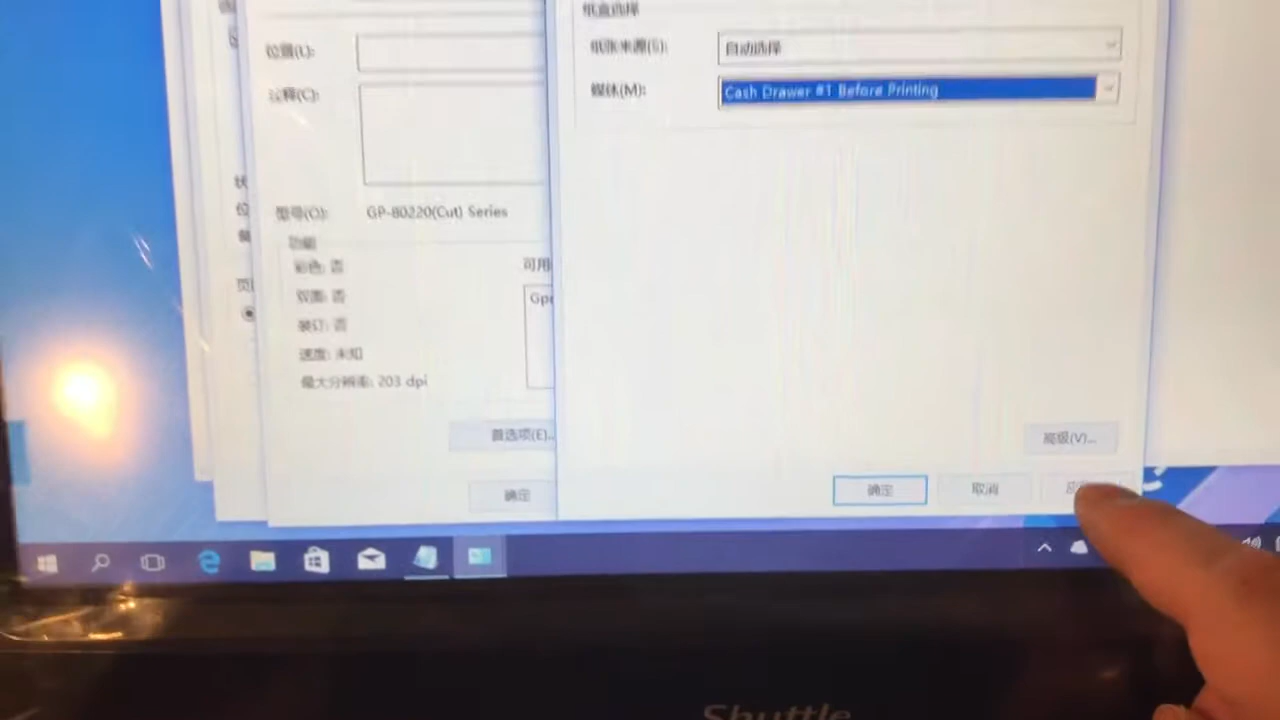 纸盒选择
位置(L):
纸张来源(S):
自动选择
注释(C):
媒体(M):
Cash Drawer #1 Before Printing
型号(O):
GP-80220(Cut) Series
功能
彩色: 否
可用
双面: 否
装订: 否
速度: 未知
最大分辨率: 203 dpi
首选项(E)...
高级(V)...
确定
确定
取消
Shuttle